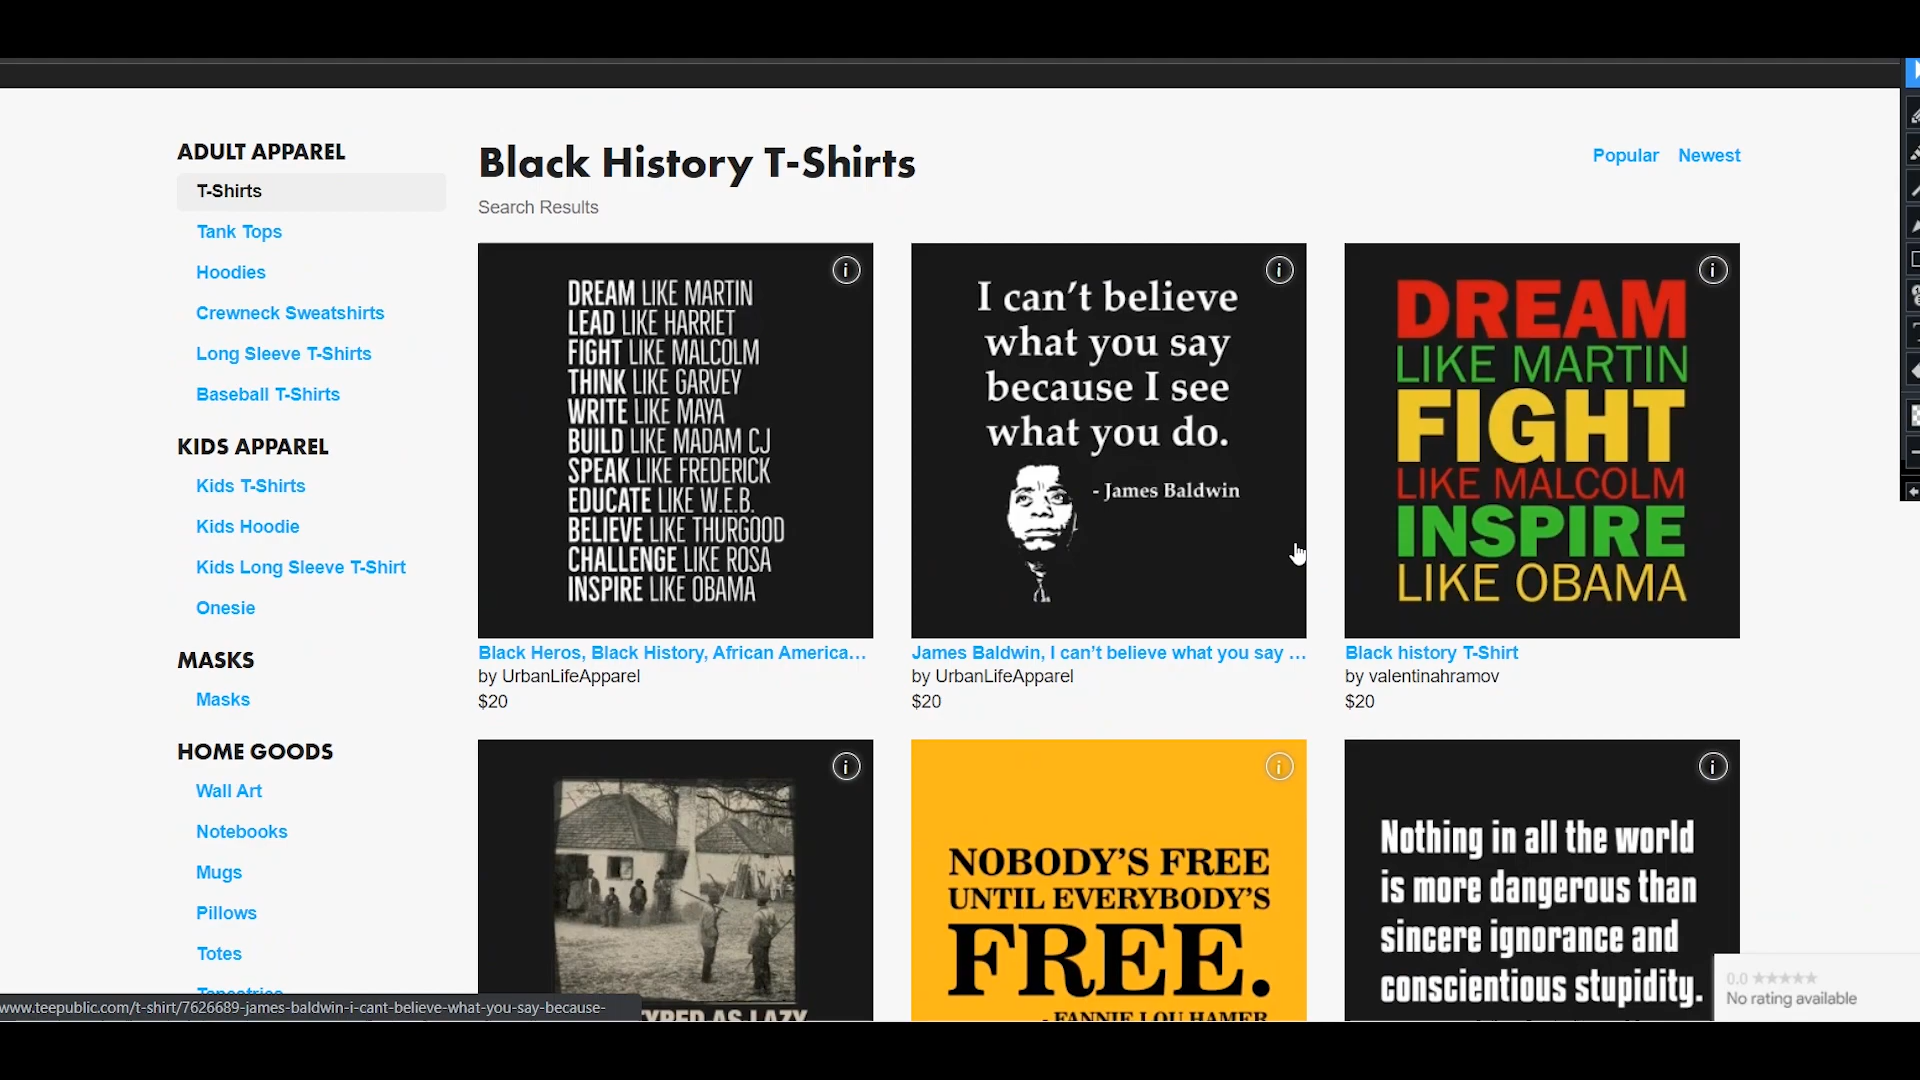 ADULT APPAREL
T-Shirts
Tank Tops
Hoodies
Crewneck Sweatshirts
Long Sleeve T-Shirts
Baseball T-Shirts
KIDS APPAREL
Kids T-Shirts
Kids Hoodie
Kids Long Sleeve T-Shirt
Onesie
MASKS
Masks
HOME GOODS
Wall Art
Notebooks
Mugs
Pillows
Totes
Tapestries
www.teepublic.com/t-shirt/7626689-james-baldwin-i-cant-believe-what-you-say-because-
Black History T-Shirts
Popular Newest
Search Results
DREAM LIKE MARTIN
LEAD LIKE HARRIET
FIGHT LIKE MALCOLM
THINK LIKE GARVEY
WRITE LIKE MAYA
BUILD LIKE MADAM CJ
SPEAK LIKE FREDERICK
EDUCATE LIKE W.E.B.
BELIEVE LIKE THURGOOD
CHALLENGE LIKE ROSA
INSPIRE LIKE OBAMA
Black Heros, Black History, African America...
by UrbanLifeApparel
$20
I can't believe
what you say
because I see
what you do.
- James Baldwin
James Baldwin, I can't believe what you say ...
by UrbanLifeApparel
$20
DREAM
LIKE MARTIN
FIGHT
LIKE MALCOLM
INSPIRE
LIKE OBAMA
Black history T-Shirt
by valentinahramov
$20
AS LAZY
NOBODY'S FREE
UNTIL EVERYBODY'S
FREE.
- FANNIE LOU HAMER
Nothing in all the world
is more dangerous than
sincere ignorance and
conscientious stupidity.
0.0 ★★★★★
No rating available